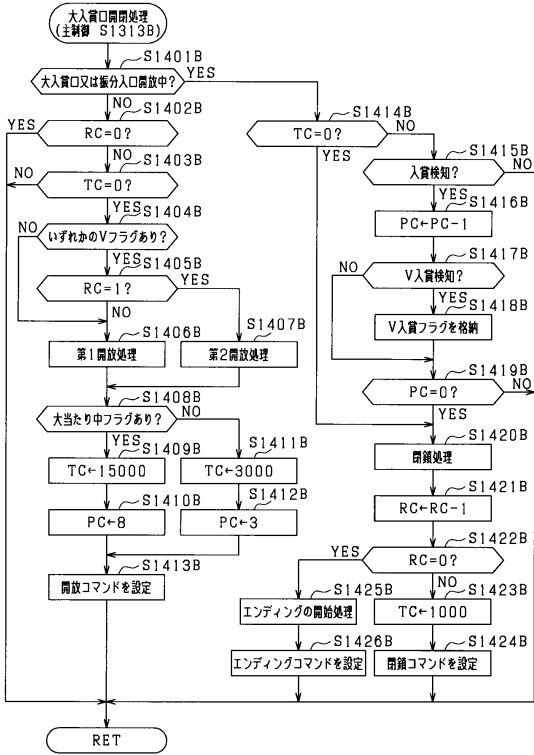 大入賞口開閉処理
(主制御 S1313B)
S1401B
大入賞口又は振分入口開放中?
YES
NO
S1402B
YES
RC=0?
NO
S1403B
NO
TC=0?
YES
S1404B
NO
いずれかのVフラグあり?
YES
S1405B
RC=1?
YES
NO
S1406B
第1開放処理
S1407B
第2開放処理
S1408B
大当たり中フラグあり?
NO
YES
S1409B
TC←15000
S1411B
TC←3000
S1410B
PC←8
S1412B
PC←3
S1413B
開放コマンドを設定
S1414B
TC=0?
NO
YES
S1415B
入賞検知?
NO
YES
S1416B
PC←PC-1
S1417B
NO
V入賞検知?
YES
S1418B
V入賞フラグを格納
S1419B
PC=0?
NO
YES
S1420B
閉鎖処理
S1421B
RC←RC-1
S1422B
YES
RC=0?
NO
S1425B
エンディングの開始処理
S1423B
TC←1000
S1426B
エンディングコマンドを設定
S1424B
閉鎖コマンドを設定
RET